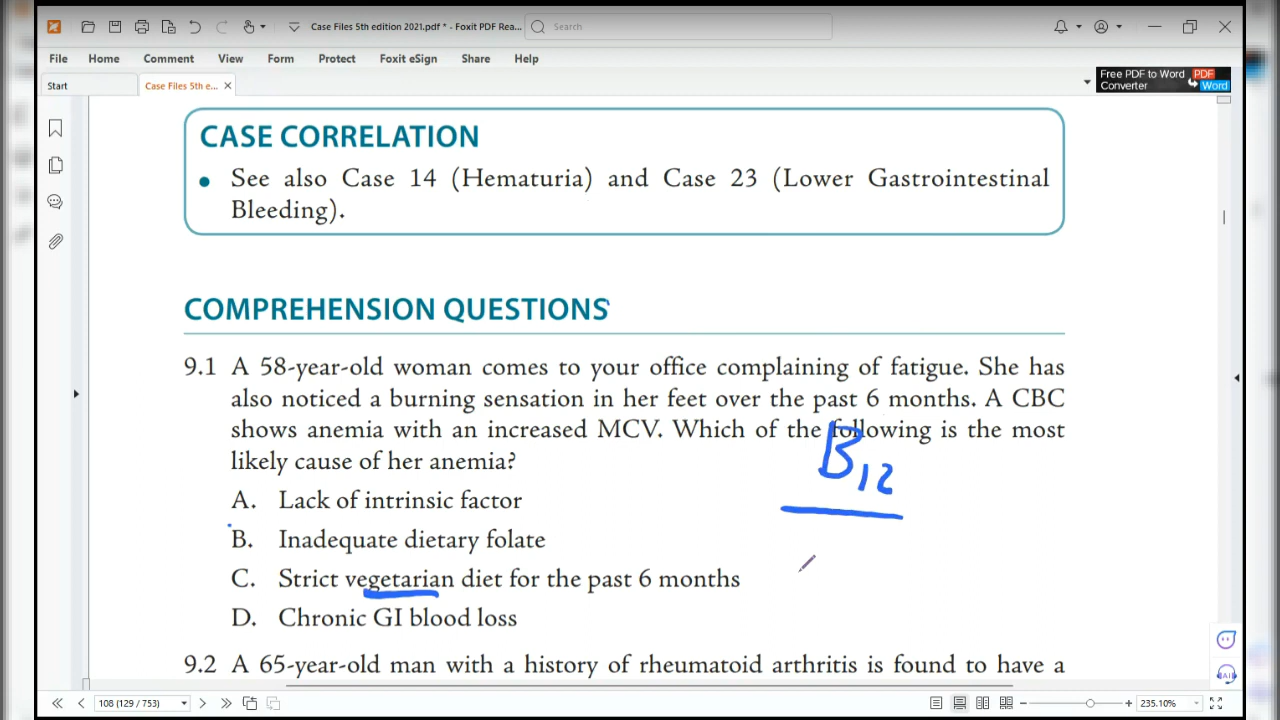 Case Files 5th edition 2021.pdf * - Foxit PDF Rea...
Search
File Home Comment View Form Protect Foxit eSign Share Help
Start
Case Files 5th e...
Free PDF to Word Converter
PDF
Word
CASE CORRELATION
• See also Case 14 (Hematuria) and Case 23 (Lower Gastrointestinal
Bleeding).
COMPREHENSION QUESTIONS
9.1 A 58-year-old woman comes to your office complaining of fatigue. She has
also noticed a burning sensation in her feet over the past 6 months. A CBC
shows anemia with an increased MCV. Which of the following is the most
likely cause of her anemia?
B12
A. Lack of intrinsic factor
B. Inadequate dietary folate
C. Strict vegetarian diet for the past 6 months
D. Chronic GI blood loss
9.2 A 65-year-old man with a history of rheumatoid arthritis is found to have a
AI
108 (129 / 753)
235.10%